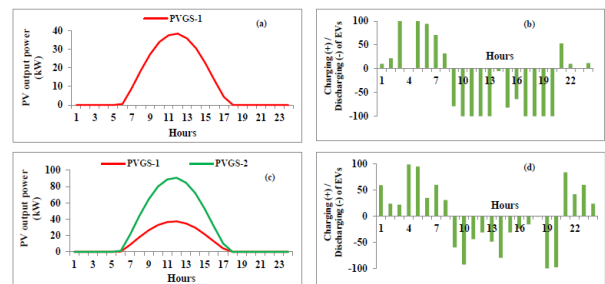 PVGS-1
(a)
PV output power
(kW)
40
30
20
10
0
1 3 5 7 9 11 13 15 17 19 21 23
Hours
(b)
Charging (+) /
Discharging (-) of EVs
100
50
0
-50
-100
Hours
1 4 7 10 13 16 19 22
PVGS-1 PVGS-2
(c)
PV output power
(kW)
100
80
60
40
20
0
1 3 5 7 9 11 13 15 17 19 21 23
Hours
(d)
Charging (+) /
Discharging (-) of EVs
100
50
0
-50
-100
Hours
1 4 7 10 13 16 19 22